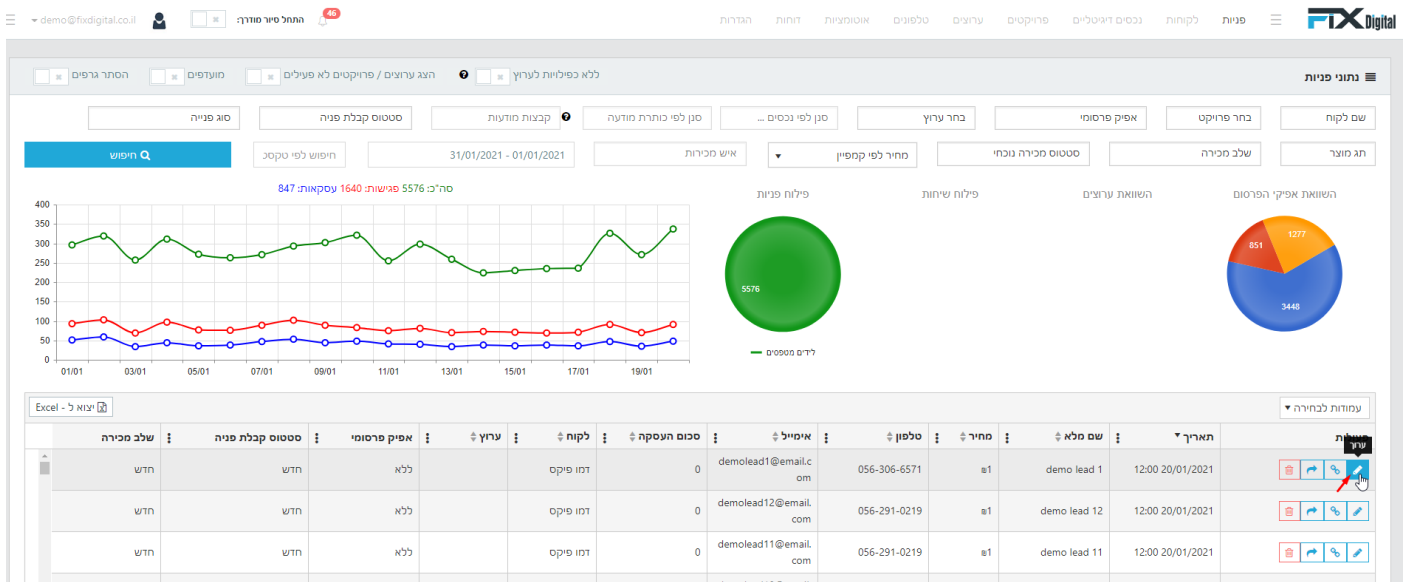 FIX Digital
פניות
לקוחות
נכסים דיגיטליים
פרויקטים
ערוצים
טלפונים
אוטומציות
דוחות
הגדרות
46
התחל סיור מודרך:
demo@fixdigital.co.il
נתוני פניות
ללא כפילויות לערוץ
הצג ערוצים / פרויקטים לא פעילים
מועדפים
הסתר גרפים
שם לקוח
בחר פרויקט
אפיק פרסומי
בחר ערוץ
סנן לפי נכסים ...
סנן לפי כותרת מודעה
קבוצות מודעות
סטטוס קבלת פניה
סוג פנייה
תג מוצר
שלב מכירה
סטטוס מכירה נוכחי
מחיר לפי קמפיין
איש מכירות
31/01/2021 - 01/01/2021
חיפוש לפי טקסט
חיפוש
השוואת אפיקי הפרסום
השוואת ערוצים
פילוח שיחות
פילוח פניות
סה"כ: 5576 פגישות: 1640 עסקאות: 847
1277
851
3448
5576
לידים מטפסים
400
350
300
250
200
150
100
50
0
01/01 03/01 05/01 07/01 09/01 11/01 13/01 15/01 17/01 19/01
עמודות לבחירה
יצוא ל - Excel
תאריך
שם מלא
מחיר
טלפון
אימייל
סכום העסקה
לקוח
ערוץ
אפיק פרסומי
סטטוס קבלת פניה
שלב מכירה
ערוך
12:00 20/01/2021 demo lead 1 ₪1 056-306-6571 demolead1@email.c 0 דמו פיקס ללא חדש חדש
om
12:00 20/01/2021 demo lead 12 ₪1 056-291-0219 demolead12@email. 0 דמו פיקס ללא חדש חדש
com
12:00 20/01/2021 demo lead 11 ₪1 056-291-0219 demolead11@email. 0 דמו פיקס ללא חדש חדש
com